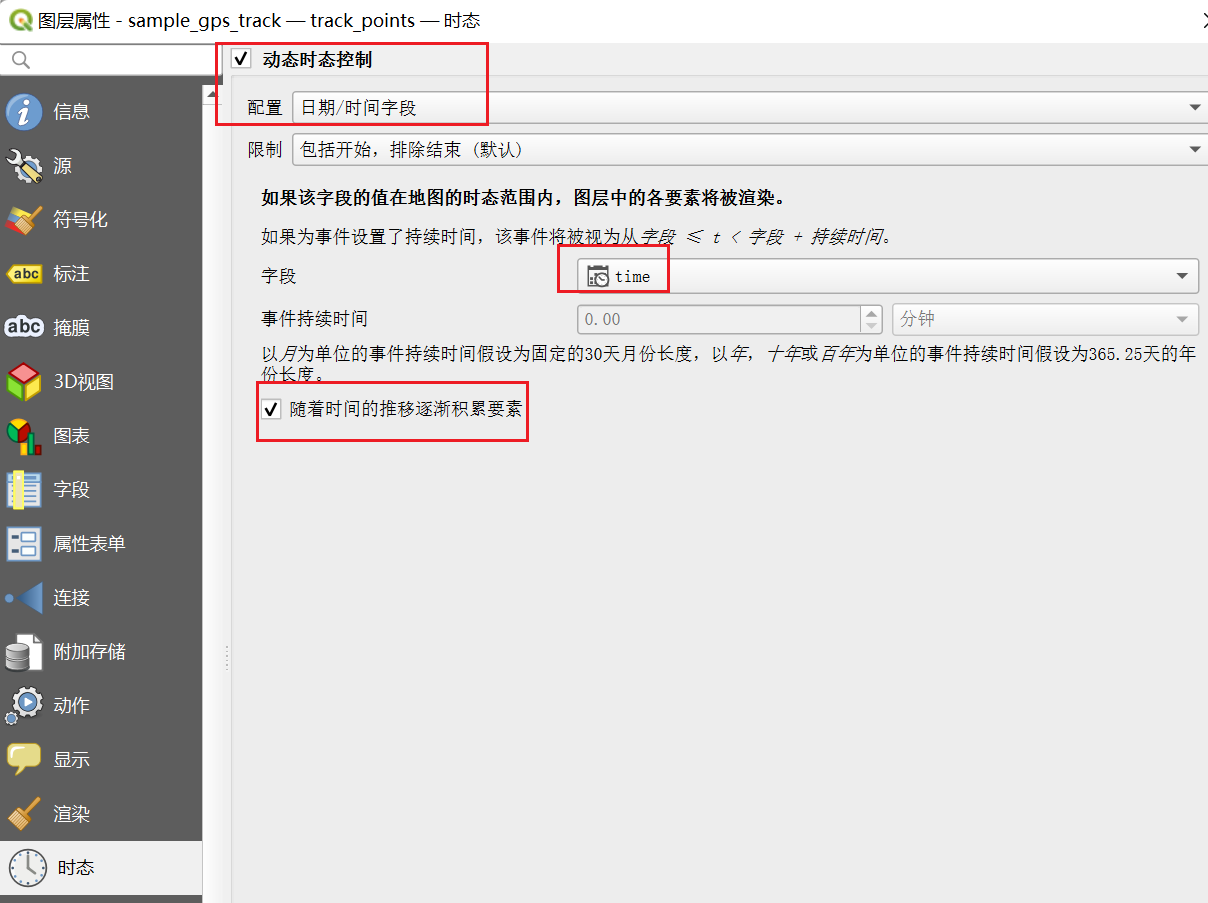 图层属性 - sample_gps_track — track_points — 时态
信息
源
符号化
abc 标注
abc 掩膜
3D视图
图表
字段
属性表单
连接
附加存储
动作
显示
渲染
时态
动态时态控制
配置 日期/时间字段
限制 包括开始，排除结束 (默认)
如果该字段的值在地图的时态范围内，图层中的各要素将被渲染。
如果为事件设置了持续时间，该事件将被视为从字段 ≤ t < 字段 + 持续时间。
字段 time
事件持续时间 0.00 分钟
以月为单位的事件持续时间假设为固定的30天月份长度，以年，十年或百年为单位的事件持续时间假设为365.25天的年
份长度。
随着时间的推移逐渐积累要素